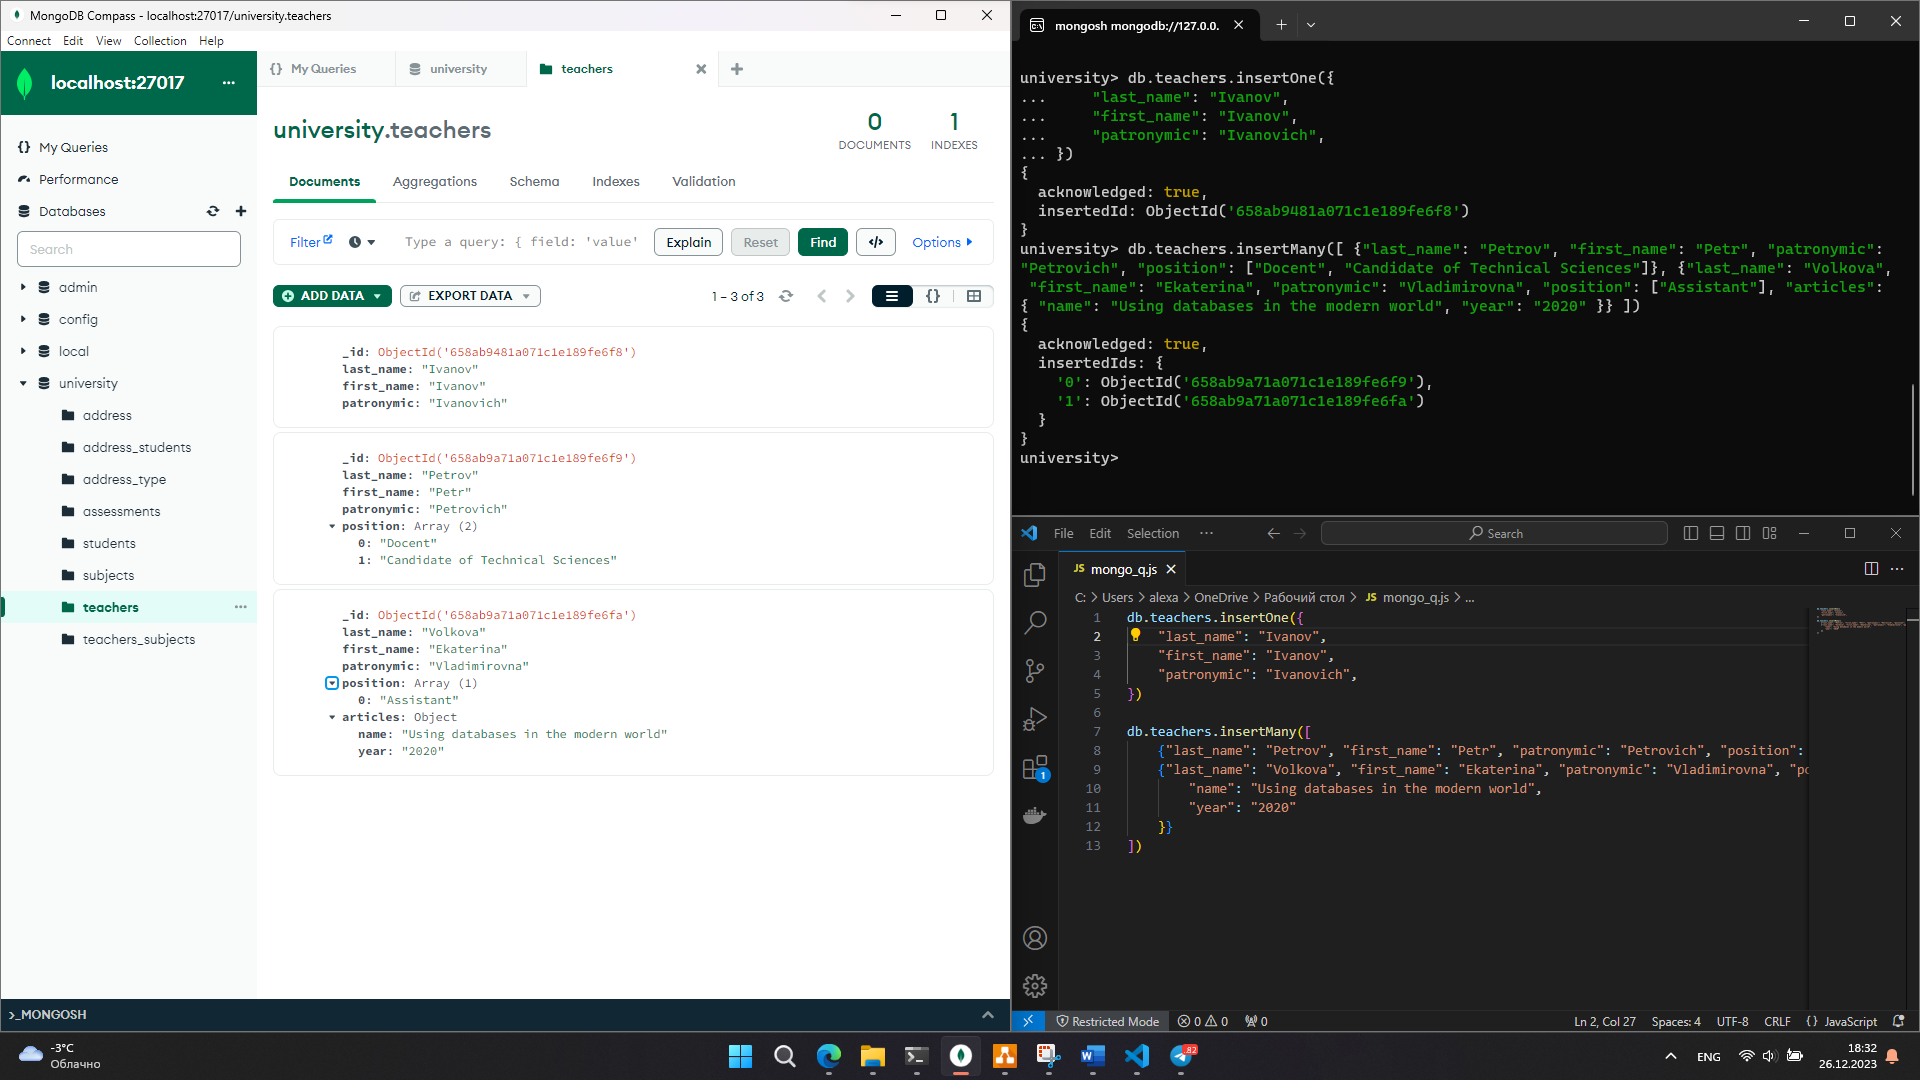 MongoDB Compass - localhost:27017/university.teachers
Connect Edit View Collection Help
localhost:27017 ...
My Queries
Performance
Databases
Search
admin
config
local
university
address
address_students
address_type
assessments
students
subjects
teachers ...
teachers_subjects
{} My Queries
university
teachers
university.teachers
0
DOCUMENTS
1
INDEXES
Documents Aggregations Schema Indexes Validation
Filter Type a query: { field: 'value' Explain Reset Find </> Options
ADD DATA EXPORT DATA 1 – 3 of 3 {}
_id: ObjectId('658ab9481a071c1e189fe6f8')
last_name: "Ivanov"
first_name: "Ivanov"
patronymic: "Ivanovich"
_id: ObjectId('658ab9a71a071c1e189fe6f9')
last_name: "Petrov"
first_name: "Petr"
patronymic: "Petrovich"
position: Array (2)
0: "Docent"
1: "Candidate of Technical Sciences"
_id: ObjectId('658ab9a71a071c1e189fe6fa')
last_name: "Volkova"
first_name: "Ekaterina"
patronymic: "Vladimirovna"
position: Array (1)
0: "Assistant"
articles: Object
name: "Using databases in the modern world"
year: "2020"
>_MONGOSH
mongosh mongodb://127.0.0.
university> db.teachers.insertOne({
... "last_name": "Ivanov",
... "first_name": "Ivanov",
... "patronymic": "Ivanovich",
... })
{
acknowledged: true,
insertedId: ObjectId('658ab9481a071c1e189fe6f8')
}
university> db.teachers.insertMany([ {"last_name": "Petrov", "first_name": "Petr", "patronymic":
"Petrovich", "position": ["Docent", "Candidate of Technical Sciences"]}, {"last_name": "Volkova",
"first_name": "Ekaterina", "patronymic": "Vladimirovna", "position": ["Assistant"], "articles":
{ "name": "Using databases in the modern world", "year": "2020" }} ])
{
acknowledged: true,
insertedIds: {
'0': ObjectId('658ab9a71a071c1e189fe6f9'),
'1': ObjectId('658ab9a71a071c1e189fe6fa')
}
}
university>
File Edit Selection ... Search
JS mongo_q.js
C: > Users > alexa > OneDrive > Рабочий стол > JS mongo_q.js > ...
1 db.teachers.insertOne({
2 "last_name": "Ivanov",
3 "first_name": "Ivanov",
4 "patronymic": "Ivanovich",
5 })
6
7 db.teachers.insertMany([
8 {"last_name": "Petrov", "first_name": "Petr", "patronymic": "Petrovich", "position":
9 {"last_name": "Volkova", "first_name": "Ekaterina", "patronymic": "Vladimirovna", "po
10 "name": "Using databases in the modern world",
11 "year": "2020"
12 }}
13 ])
1
Restricted Mode 0 0 0 Ln 2, Col 27 Spaces: 4 UTF-8 CRLF {} JavaScript
-3°C
Облачно
82
ENG
18:32
26.12.2023